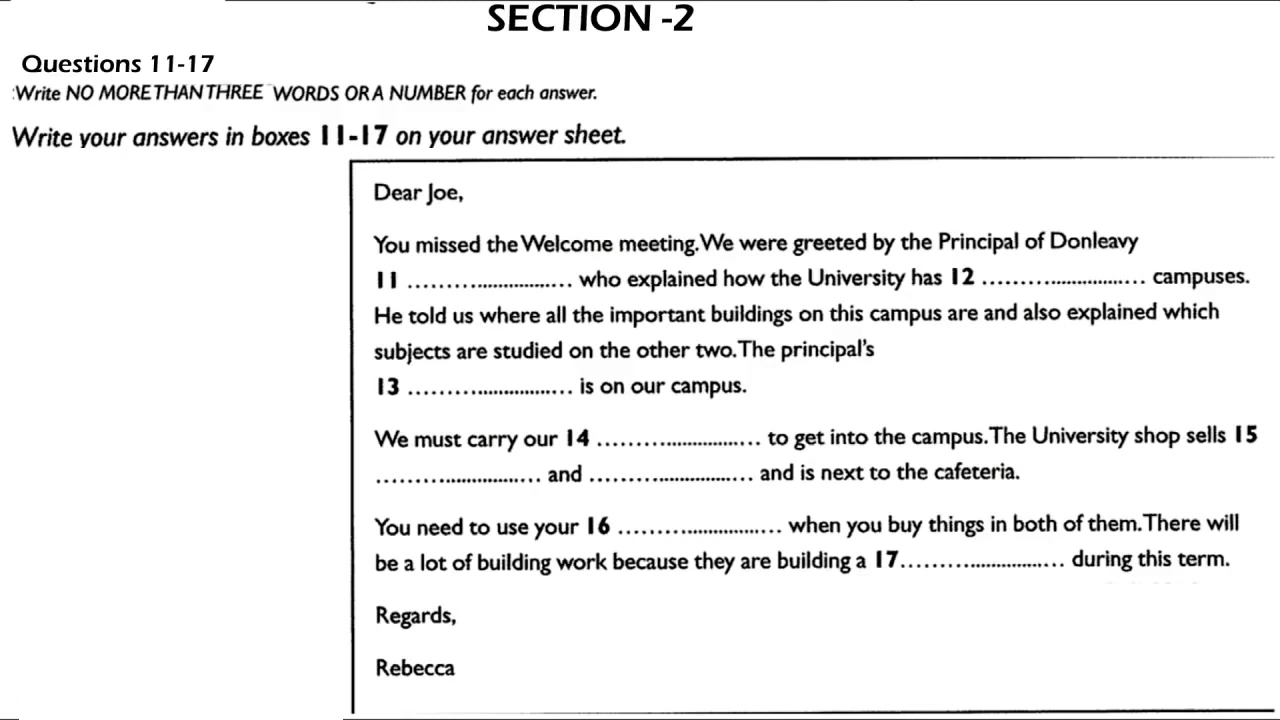 SECTION -2
Questions 11-17
:Write NO MORE THAN THREE WORDS OR A NUMBER for each answer.
Write your answers in boxes 11-17 on your answer sheet.
Dear Joe,
You missed the Welcome meeting. We were greeted by the Principal of Donleavy
11 .............................. who explained how the University has 12 .............................. campuses.
He told us where all the important buildings on this campus are and also explained which
subjects are studied on the other two. The principal's
13 .............................. is on our campus.
We must carry our 14 .............................. to get into the campus. The University shop sells 15
.............................. and .............................. and is next to the cafeteria.
You need to use your 16 .............................. when you buy things in both of them. There will
be a lot of building work because they are building a 17.............................. during this term.
Regards,
Rebecca